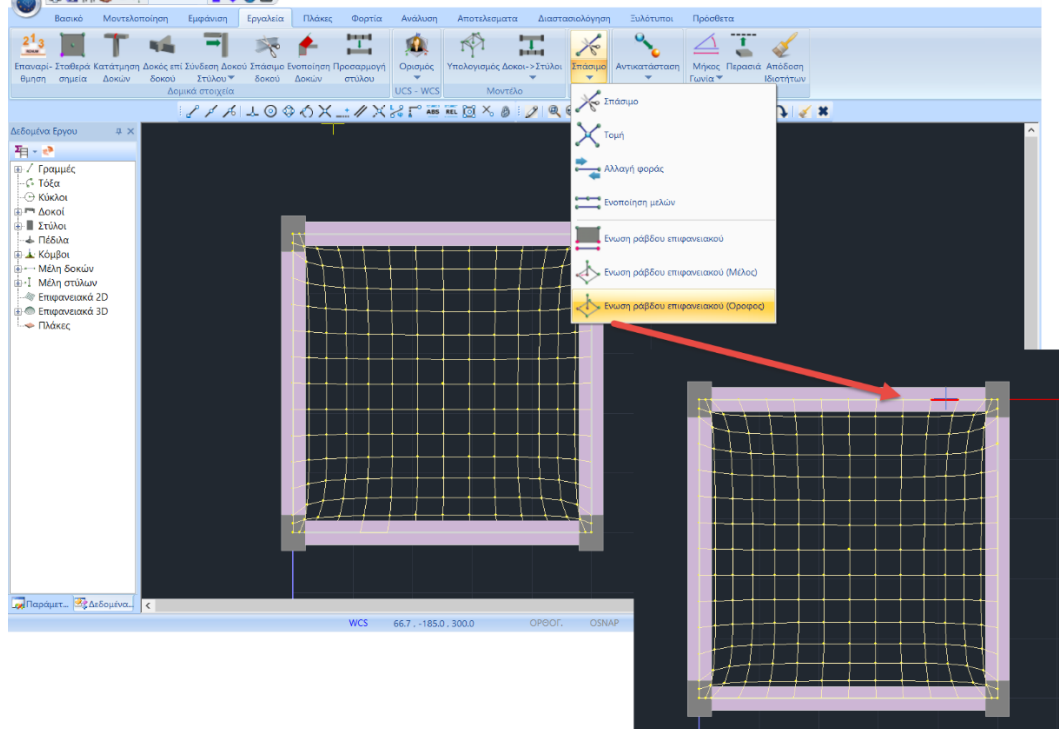 Βασικό Μοντελοποίηση Εμφάνιση Εργαλεία Πλάκες Φορτία Ανάλυση Αποτελεσματα Διαστασιολόγηση Ξυλότυποι Πρόσθετα
Επαναρί- Σταθερά Κατάτμηση Δοκός επί Σύνδεση Δοκού Σπάσιμο Ενοποίηση Προσαρμογή Ορισμός Υπολογισμός Δοκοι->Στύλοι Σπάσιμο Αντικατάσταση Μήκος Περασιά Απόδοση
θμηση σημεία Δοκών δοκού Στύλου δοκού Δοκών στύλου Γωνία Ιδιοτήτων
Δομικά στοιχεία UCS - WCS Μοντέλο
ABS REL
Σπάσιμο
Τομή
Αλλαγή φοράς
Ενοποίηση μελών
Ενωση ράβδου επιφανειακού
Ενωση ράβδου επιφανειακού (Μέλος)
Ενωση ράβδου επιφανειακού (Όροφος)
Δεδομένα Εργου
Γραμμές
Τόξα
Κύκλοι
Δοκοί
Στύλοι
Πέδιλα
Κόμβοι
Μέλη δοκών
Μέλη στύλων
Επιφανειακά 2D
Επιφανειακά 3D
Πλάκες
Παράμετ... Δεδομένα...
WCS 66.7 , -185.0 , 300.0 ΟΡΘΟΓ. OSNAP